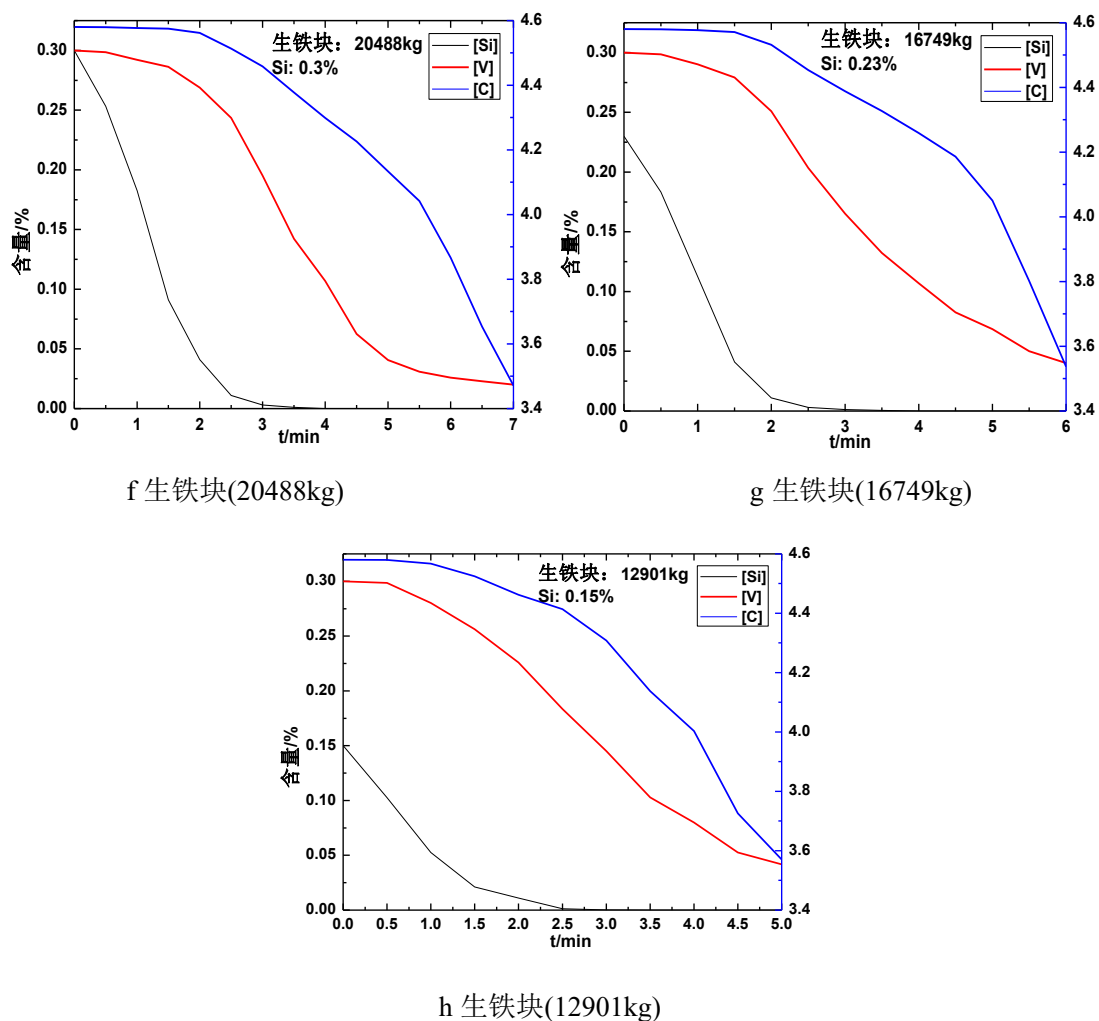 生铁块：20488kg
Si: 0.3%
[Si]
[V]
[C]
含量/%
0.30
0.25
0.20
0.15
0.10
0.05
0.00
4.6
4.4
4.2
4.0
3.8
3.6
3.4
0 1 2 3 4 5 6 7
t/min
f 生铁块(20488kg)
生铁块：16749kg
Si: 0.23%
[Si]
[V]
[C]
含量/%
0.30
0.25
0.20
0.15
0.10
0.05
0.00
4.6
4.4
4.2
4.0
3.8
3.6
3.4
0 1 2 3 4 5 6
t/min
g 生铁块(16749kg)
生铁块：12901kg
Si: 0.15%
[Si]
[V]
[C]
含量/%
0.30
0.25
0.20
0.15
0.10
0.05
0.00
4.6
4.4
4.2
4.0
3.8
3.6
3.4
0.0 0.5 1.0 1.5 2.0 2.5 3.0 3.5 4.0 4.5 5.0
t/min
h 生铁块(12901kg)